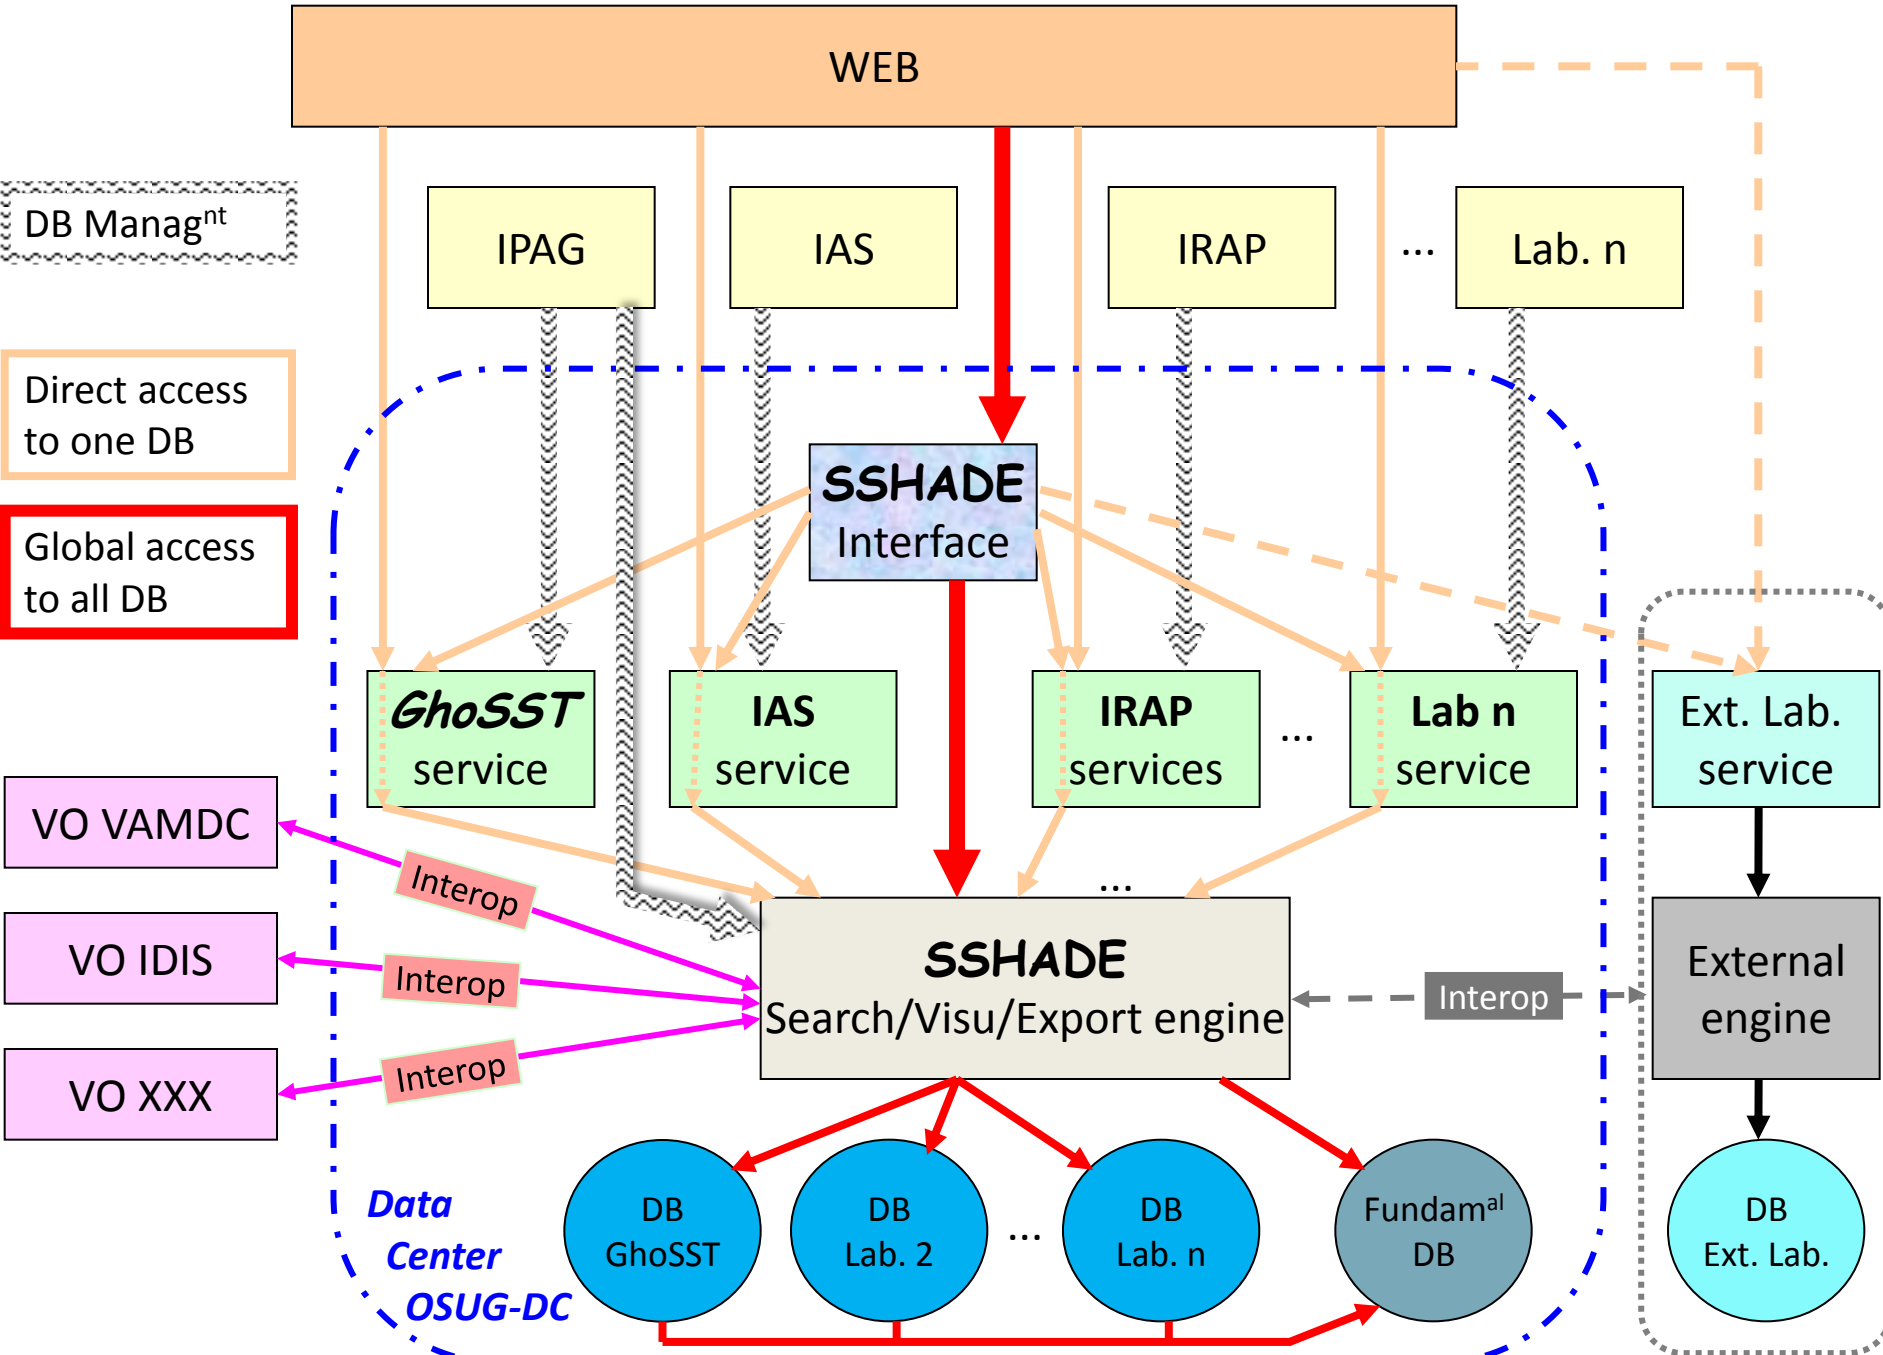 WEB
DB Managnt
IPAG
IAS
IRAP
...
Lab. n
Direct access
to one DB
Global access
to all DB
SSHADE
Interface
GhoSST
service
IAS
service
IRAP
services
...
Lab n
service
Ext. Lab.
service
VO VAMDC
VO IDIS
VO XXX
Interop
Interop
Interop
...
SSHADE
Search/Visu/Export engine
Interop
External
engine
Data
Center
OSUG-DC
DB
GhoSST
DB
Lab. 2
...
DB
Lab. n
Fundamal
DB
DB
Ext. Lab.